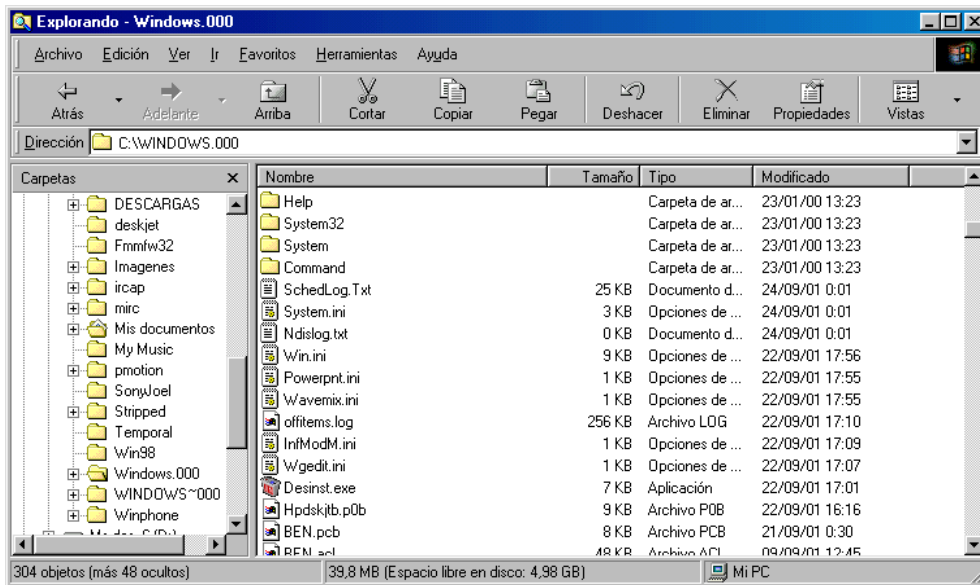 Explorando - Windows.000
Archivo Edición Ver Ir Favoritos Herramientas Ayuda
Atrás Adelante Arriba Cortar Copiar Pegar Deshacer Eliminar Propiedades Vistas
Dirección C:\WINDOWS.000
Carpetas
DESCARGAS
deskjet
Fmmfw32
Imagenes
ircap
mirc
Mis documentos
My Music
pmotion
SonyJoel
Stripped
Temporal
Win98
Windows.000
WINDOWS~000
Winphone
Nombre Tamaño Tipo Modificado
Help Carpeta de ar... 23/01/00 13:23
System32 Carpeta de ar... 23/01/00 13:23
System Carpeta de ar... 23/01/00 13:23
Command Carpeta de ar... 23/01/00 13:23
SchedLog.Txt 25 KB Documento d... 24/09/01 0:01
System.ini 3 KB Opciones de ... 24/09/01 0:01
Ndislog.txt 0 KB Documento d... 24/09/01 0:01
Win.ini 9 KB Opciones de ... 22/09/01 17:56
Powerpnt.ini 1 KB Opciones de ... 22/09/01 17:55
Wavemix.ini 1 KB Opciones de ... 22/09/01 17:55
offitems.log 256 KB Archivo LOG 22/09/01 17:10
InfModM.ini 1 KB Opciones de ... 22/09/01 17:09
Wgedit.ini 1 KB Opciones de ... 22/09/01 17:07
Desinst.exe 7 KB Aplicación 22/09/01 17:01
Hpdskjtb.p0b 9 KB Archivo P0B 22/09/01 16:16
BEN.pcb 8 KB Archivo PCB 21/09/01 0:30
BEN.acl 48 KB Archivo ACL 09/09/01 12:45
304 objetos (más 48 ocultos) 39,8 MB (Espacio libre en disco: 4,98 GB) Mi PC